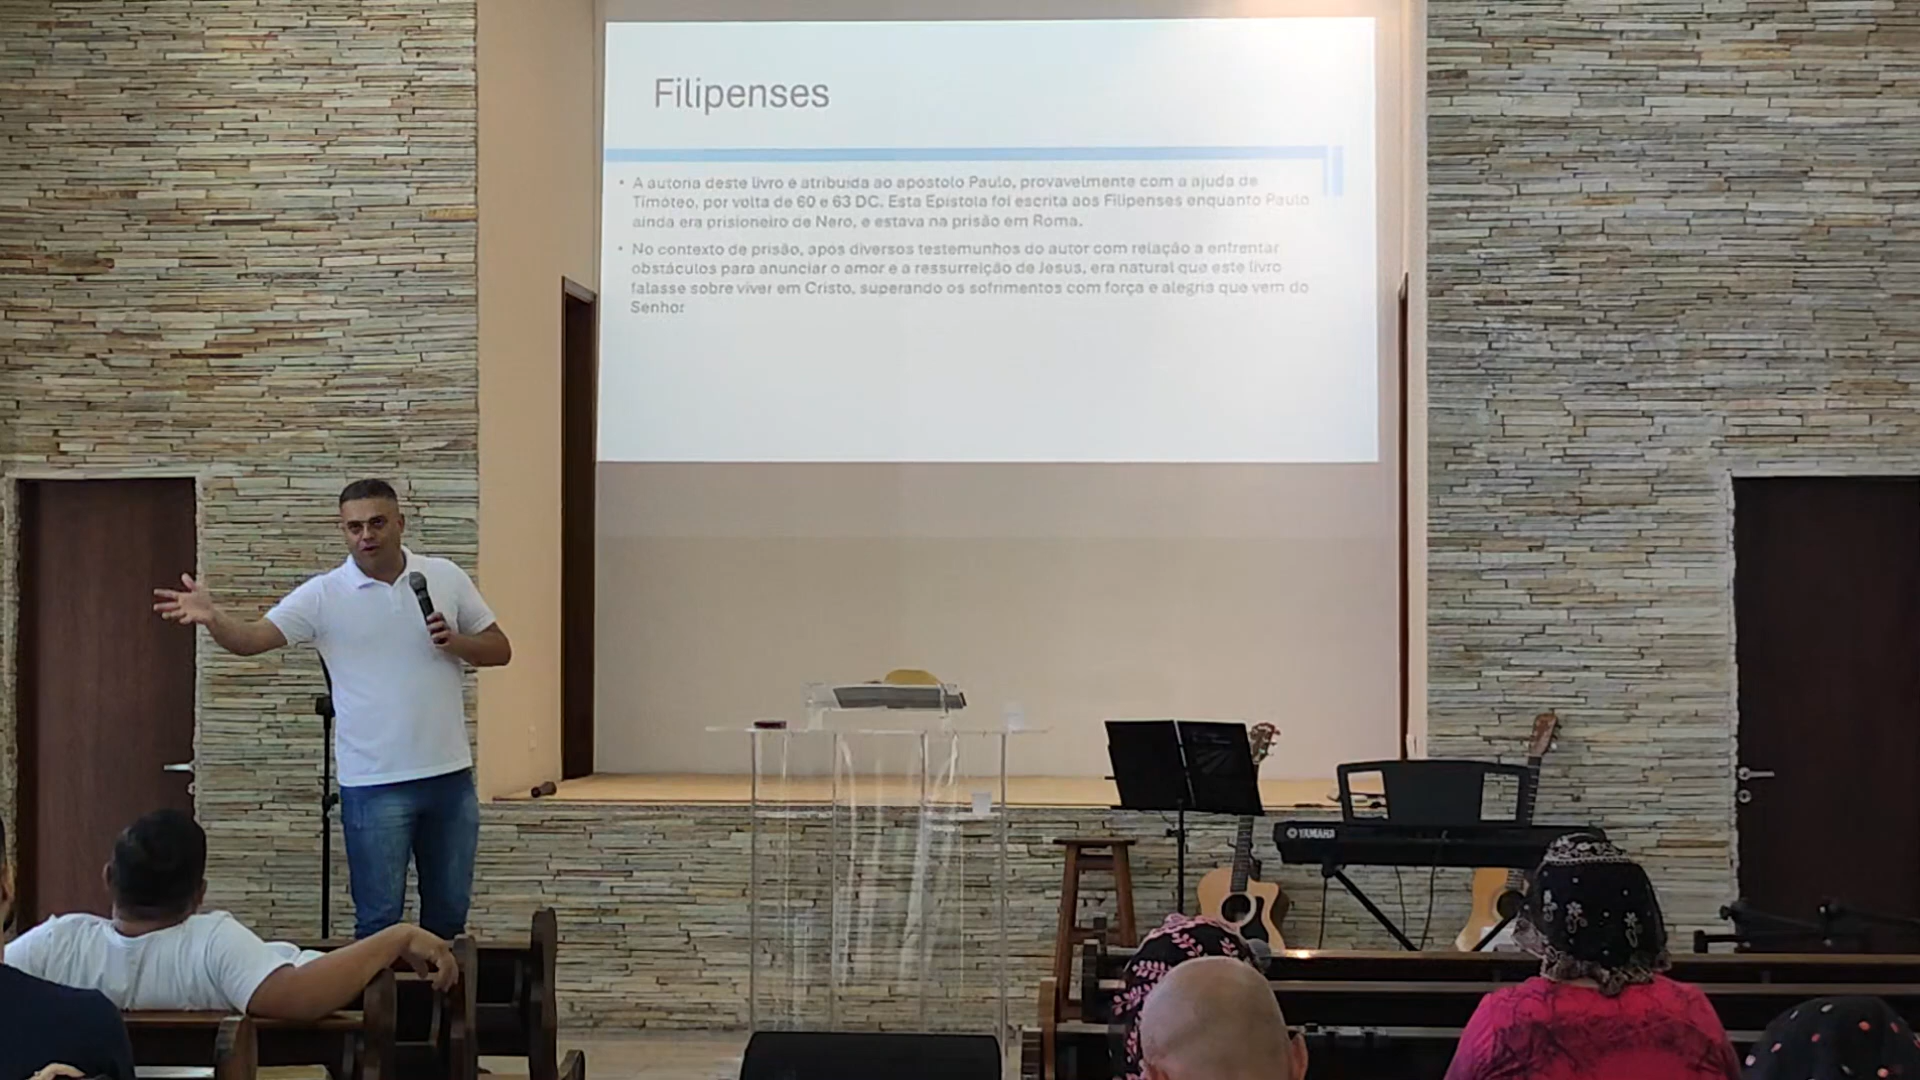 Filipenses
• A autoria deste livro é atribuída ao apóstolo Paulo, provavelmente com a ajuda de
Timóteo, por volta de 60 e 63 DC. Esta Epístola foi escrita aos Filipenses enquanto Paulo
ainda era prisioneiro de Nero, e estava na prisão em Roma.
• No contexto de prisão, após diversos testemunhos do autor com relação a enfrentar
obstáculos para anunciar o amor e a ressurreição de Jesus, era natural que este livro
falasse sobre viver em Cristo, superando os sofrimentos com força e alegria que vem do
Senhor
YAMAHA